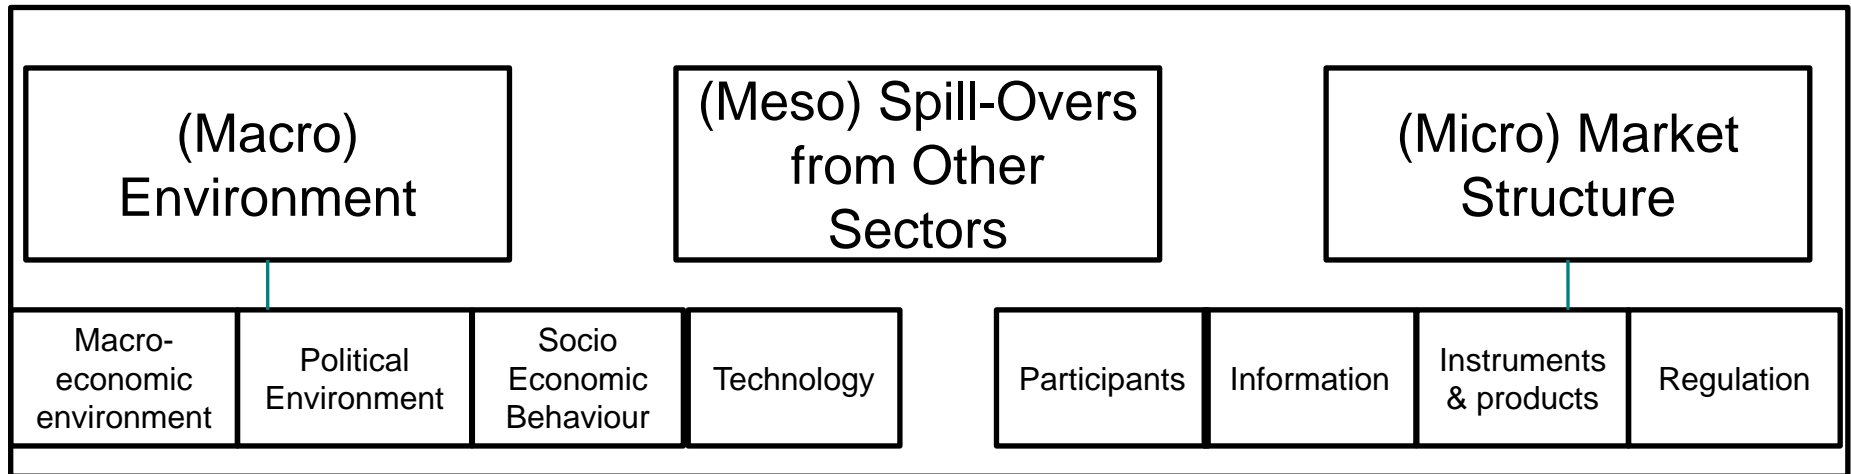 (Macro)
Environment
(Meso) Spill-Overs
from Other
Sectors
(Micro) Market
Structure
Macro-
economic
environment
Political
Environment
Socio
Economic
Behaviour
Technology
Participants
Information
Instruments
& products
Regulation